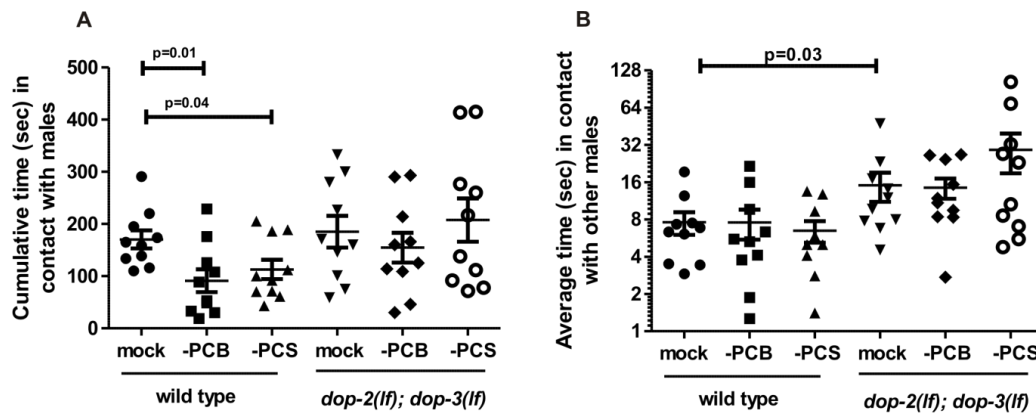 A
Cumulative time (sec) in
contact with males
500
400
300
200
100
0
p=0.01
p=0.04
mock
-PCB
-PCS
mock
-PCB
-PCS
wild type
dop-2(lf); dop-3(lf)
B
Average time (sec) in contact
with other males
128
64
32
16
8
4
2
1
p=0.03
mock
-PCB
-PCS
mock
-PCB
-PCS
wild type
dop-2(lf); dop-3(lf)